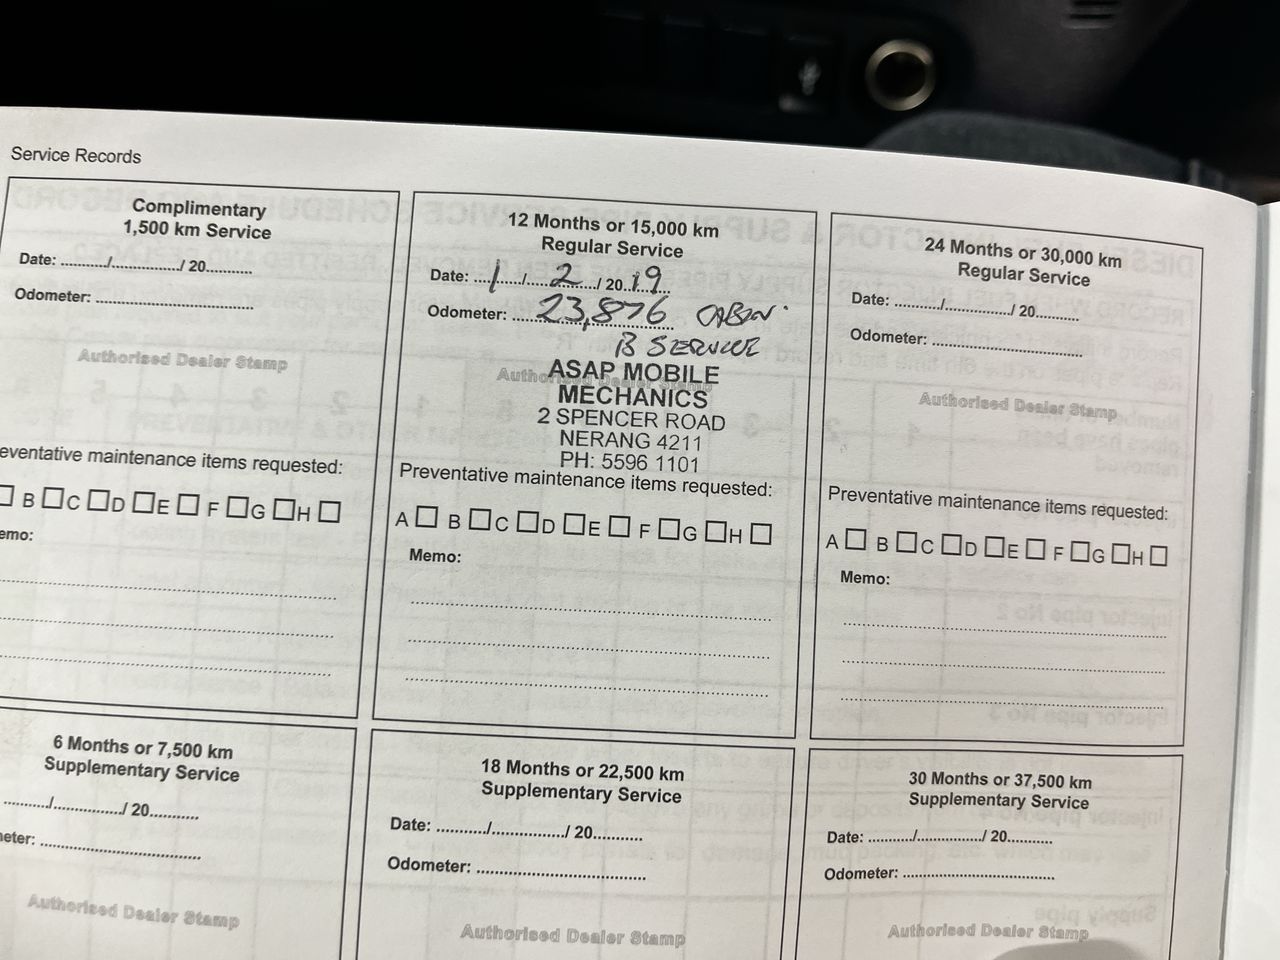 Service Records
Complimentary
1,500 km Service
Date: ........../.............../ 20...........
Odometer: ....................................
Authorised Dealer Stamp
eventative maintenance items requested:
B C D E F G H
emo:
12 Months or 15,000 km
Regular Service
Date: 1 / 2 / 2019
Odometer: 23,876 CABIN
B SERVICE
Authorised Dealer Stamp
ASAP MOBILE
MECHANICS
2 SPENCER ROAD
NERANG 4211
PH: 5596 1101
Preventative maintenance items requested:
A B C D E F G H
Memo:
24 Months or 30,000 km
Regular Service
Date: ........../.............../ 20...........
Odometer: ....................................
Authorised Dealer Stamp
Preventative maintenance items requested:
A B C D E F G H
Memo:
6 Months or 7,500 km
Supplementary Service
........../.............../ 20...........
neter: ....................................
Authorised Dealer Stamp
18 Months or 22,500 km
Supplementary Service
Date: ........../.............../ 20...........
Odometer: ....................................
Authorised Dealer Stamp
30 Months or 37,500 km
Supplementary Service
Date: ........../.............../ 20...........
Odometer: ....................................
Authorised Dealer Stamp